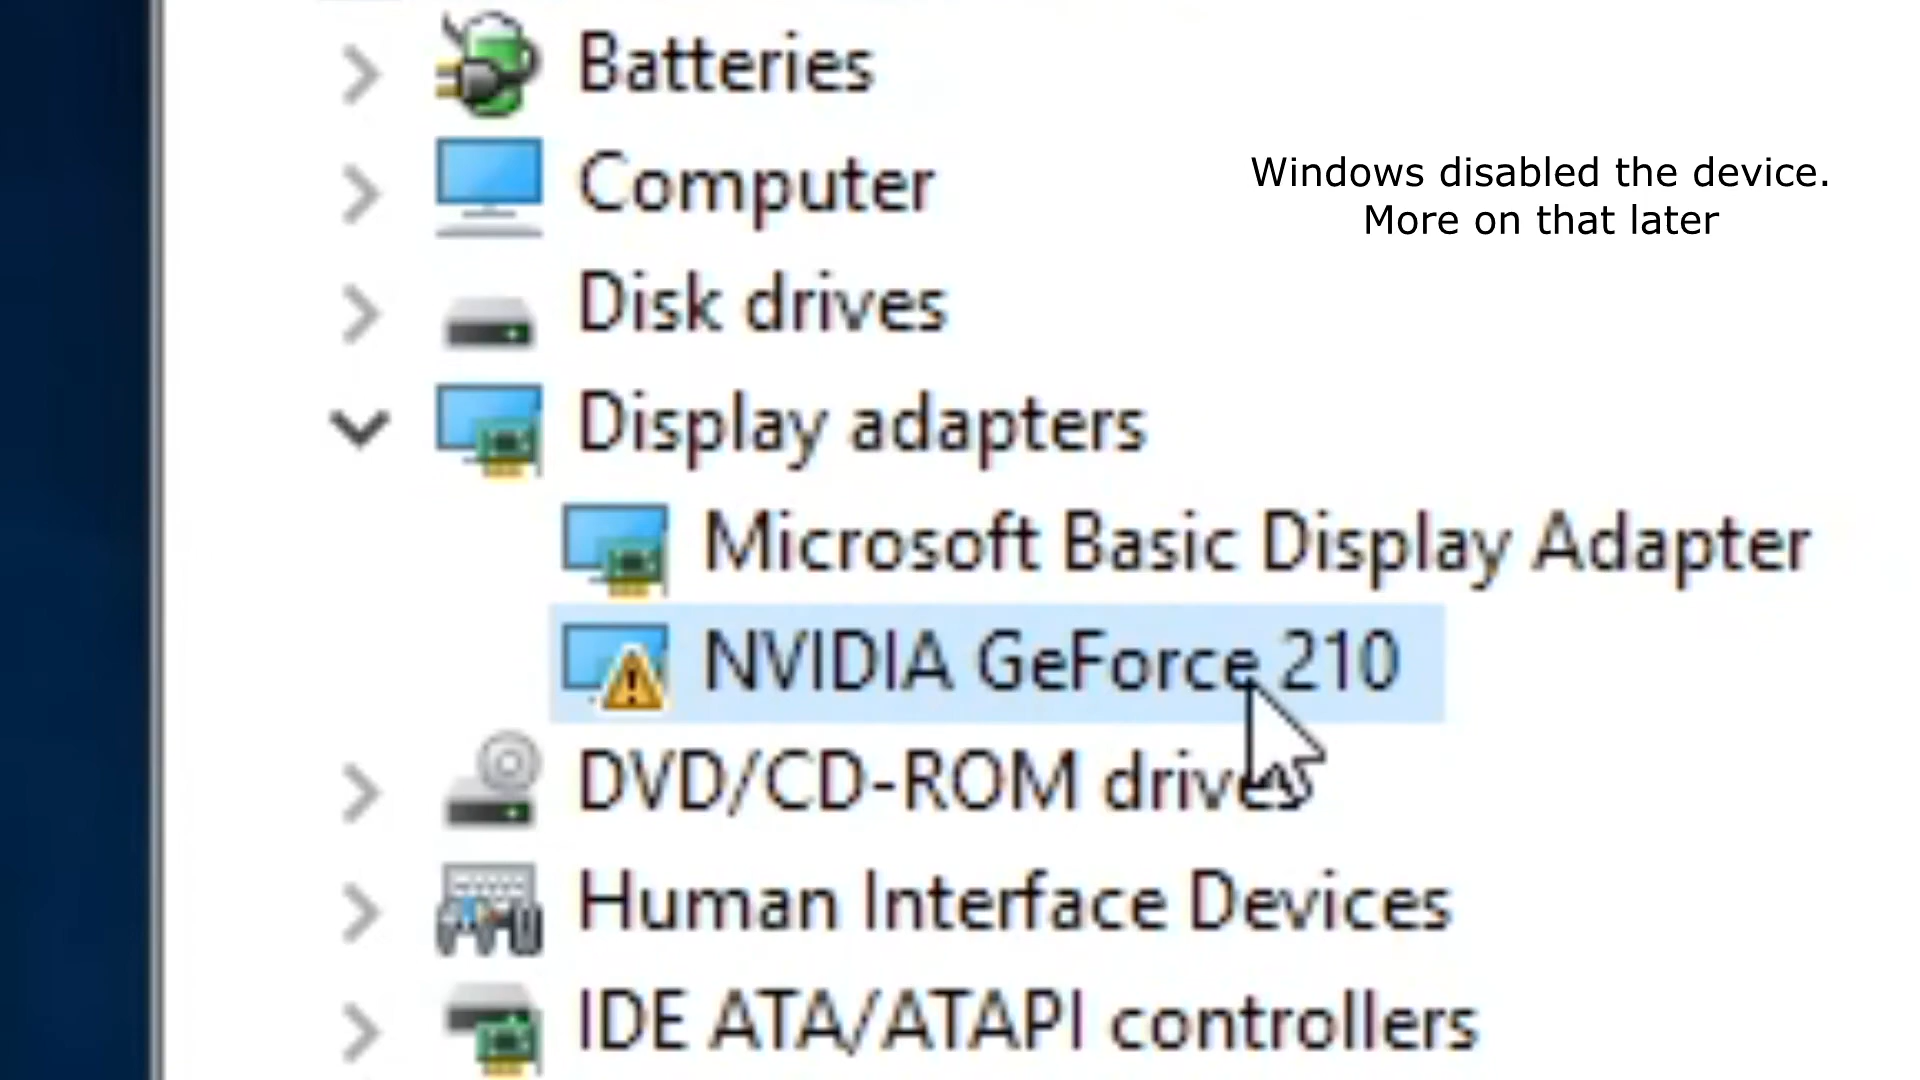 Batteries
Computer
Windows disabled the device.
More on that later
Disk drives
Display adapters
Microsoft Basic Display Adapter
NVIDIA GeForce 210
DVD/CD-ROM drives
Human Interface Devices
IDE ATA/ATAPI controllers